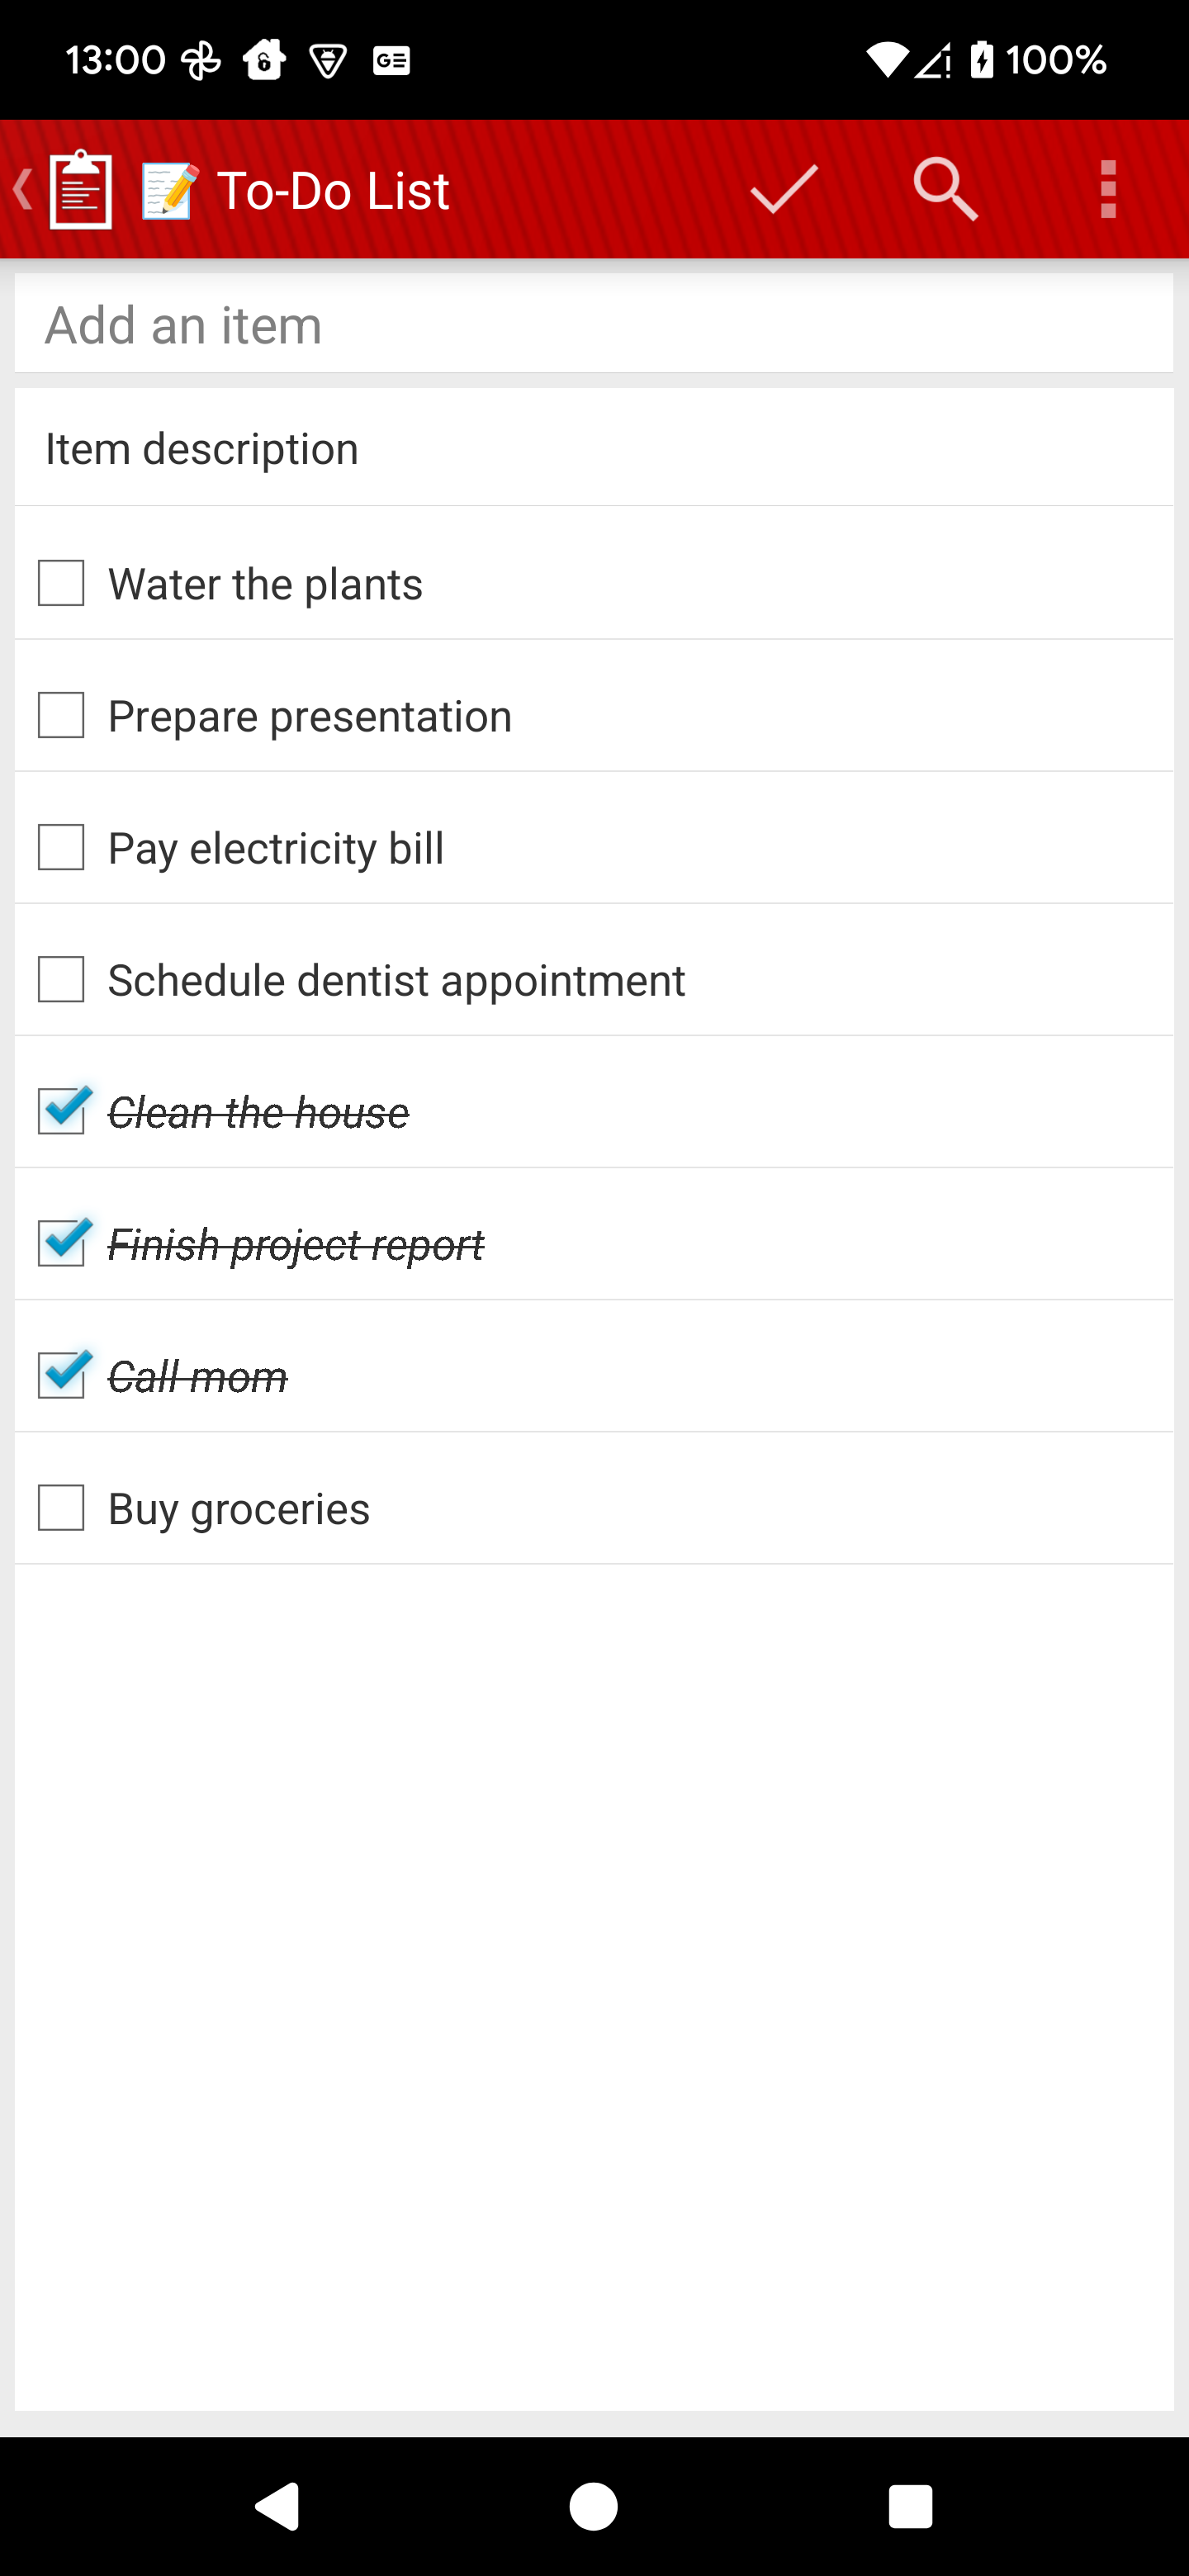 13:00 100%
To-Do List
Add an item
Item description
Water the plants
Prepare presentation
Pay electricity bill
Schedule dentist appointment
Clean the house
Finish project report
Call mom
Buy groceries